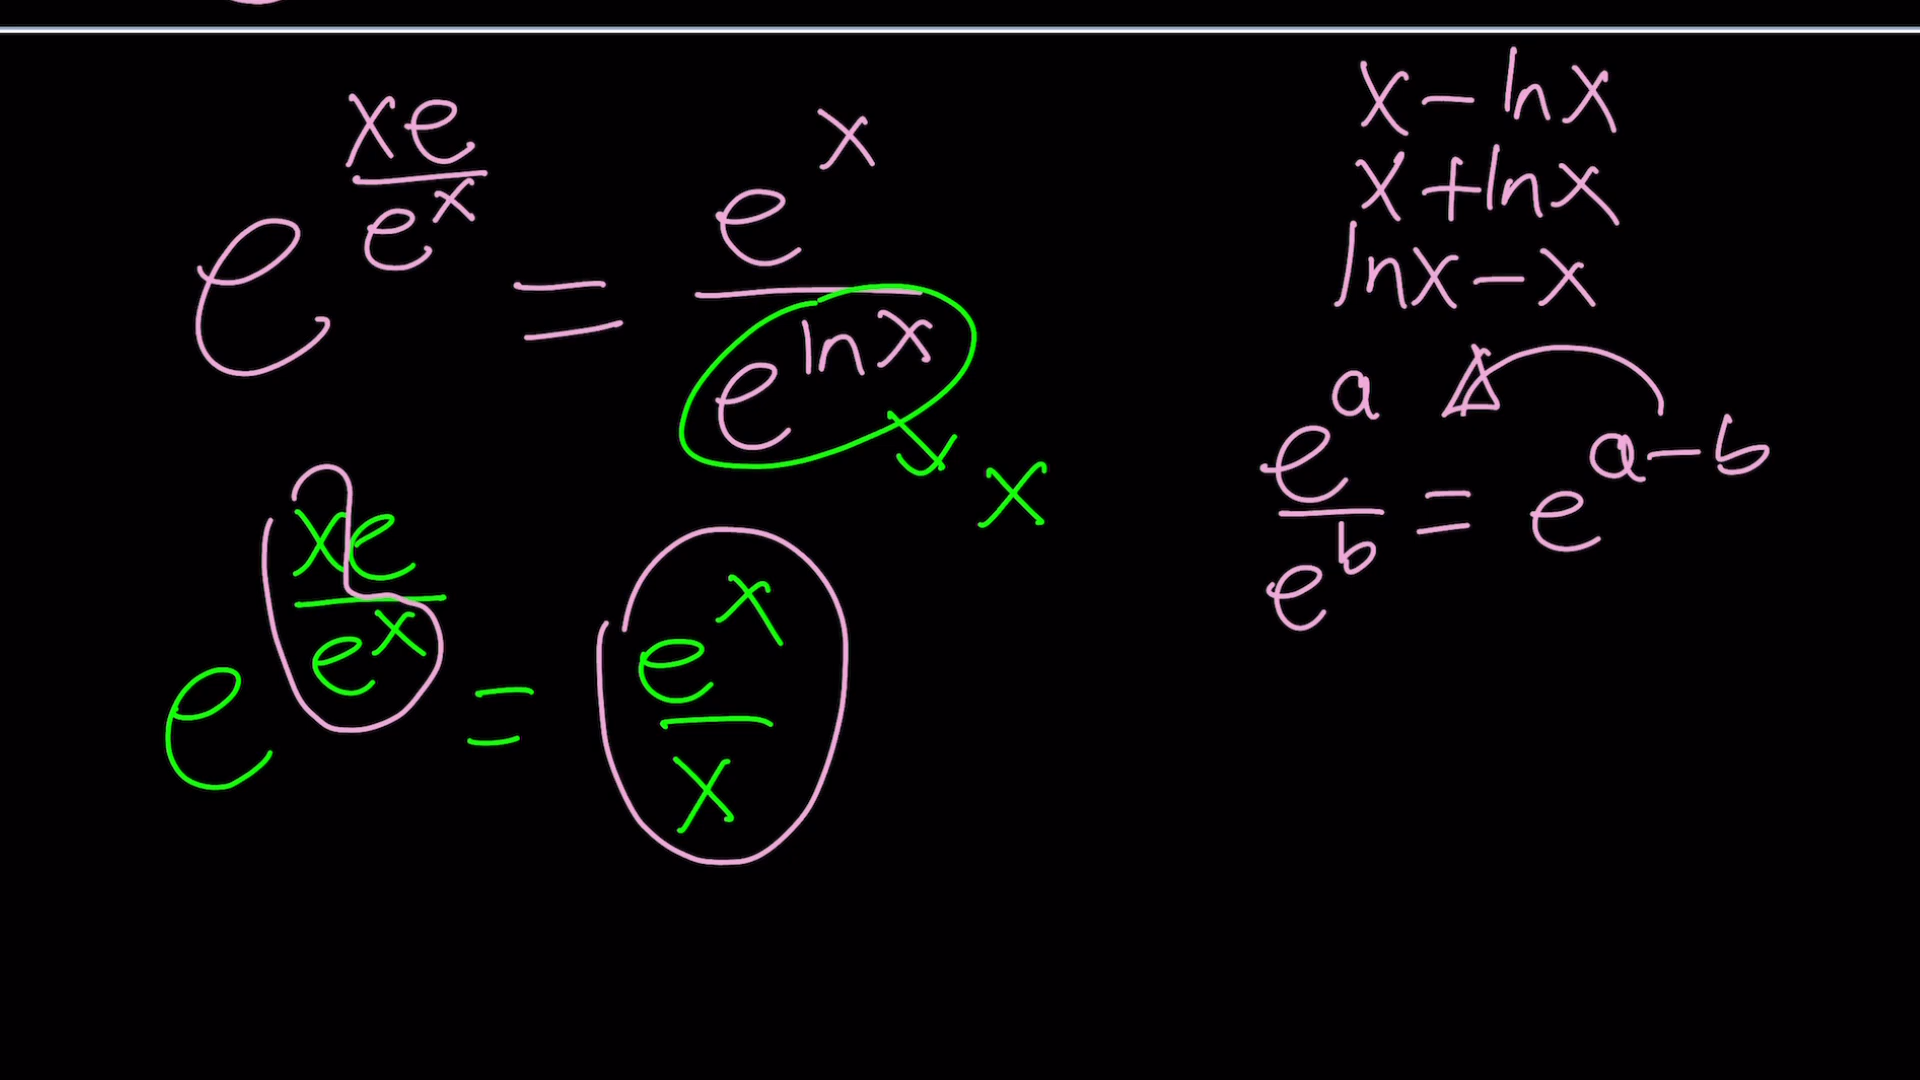 e^(xe/e^x) = e^x/e^(ln x)
x
e^(xe/e^x) = e^x/x
x - ln x
x + ln x
ln x - x
e^a/e^b = e^(a-b)